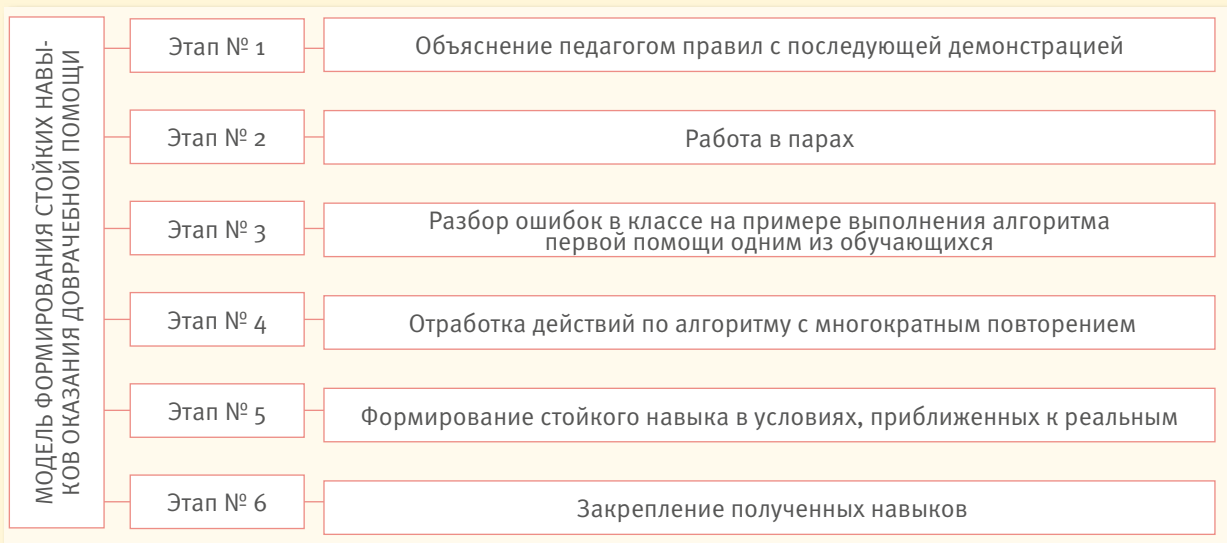 МОДЕЛЬ ФОРМИРОВАНИЯ СТОЙКИХ НАВЫ-
КОВ ОКАЗАНИЯ ДОВРАЧЕБНОЙ ПОМОЩИ
Этап № 1
Объяснение педагогом правил с последующей демонстрацией
Этап № 2
Работа в парах
Этап № 3
Разбор ошибок в классе на примере выполнения алгоритма
первой помощи одним из обучающихся
Этап № 4
Отработка действий по алгоритму с многократным повторением
Этап № 5
Формирование стойкого навыка в условиях, приближенных к реальным
Этап № 6
Закрепление полученных навыков